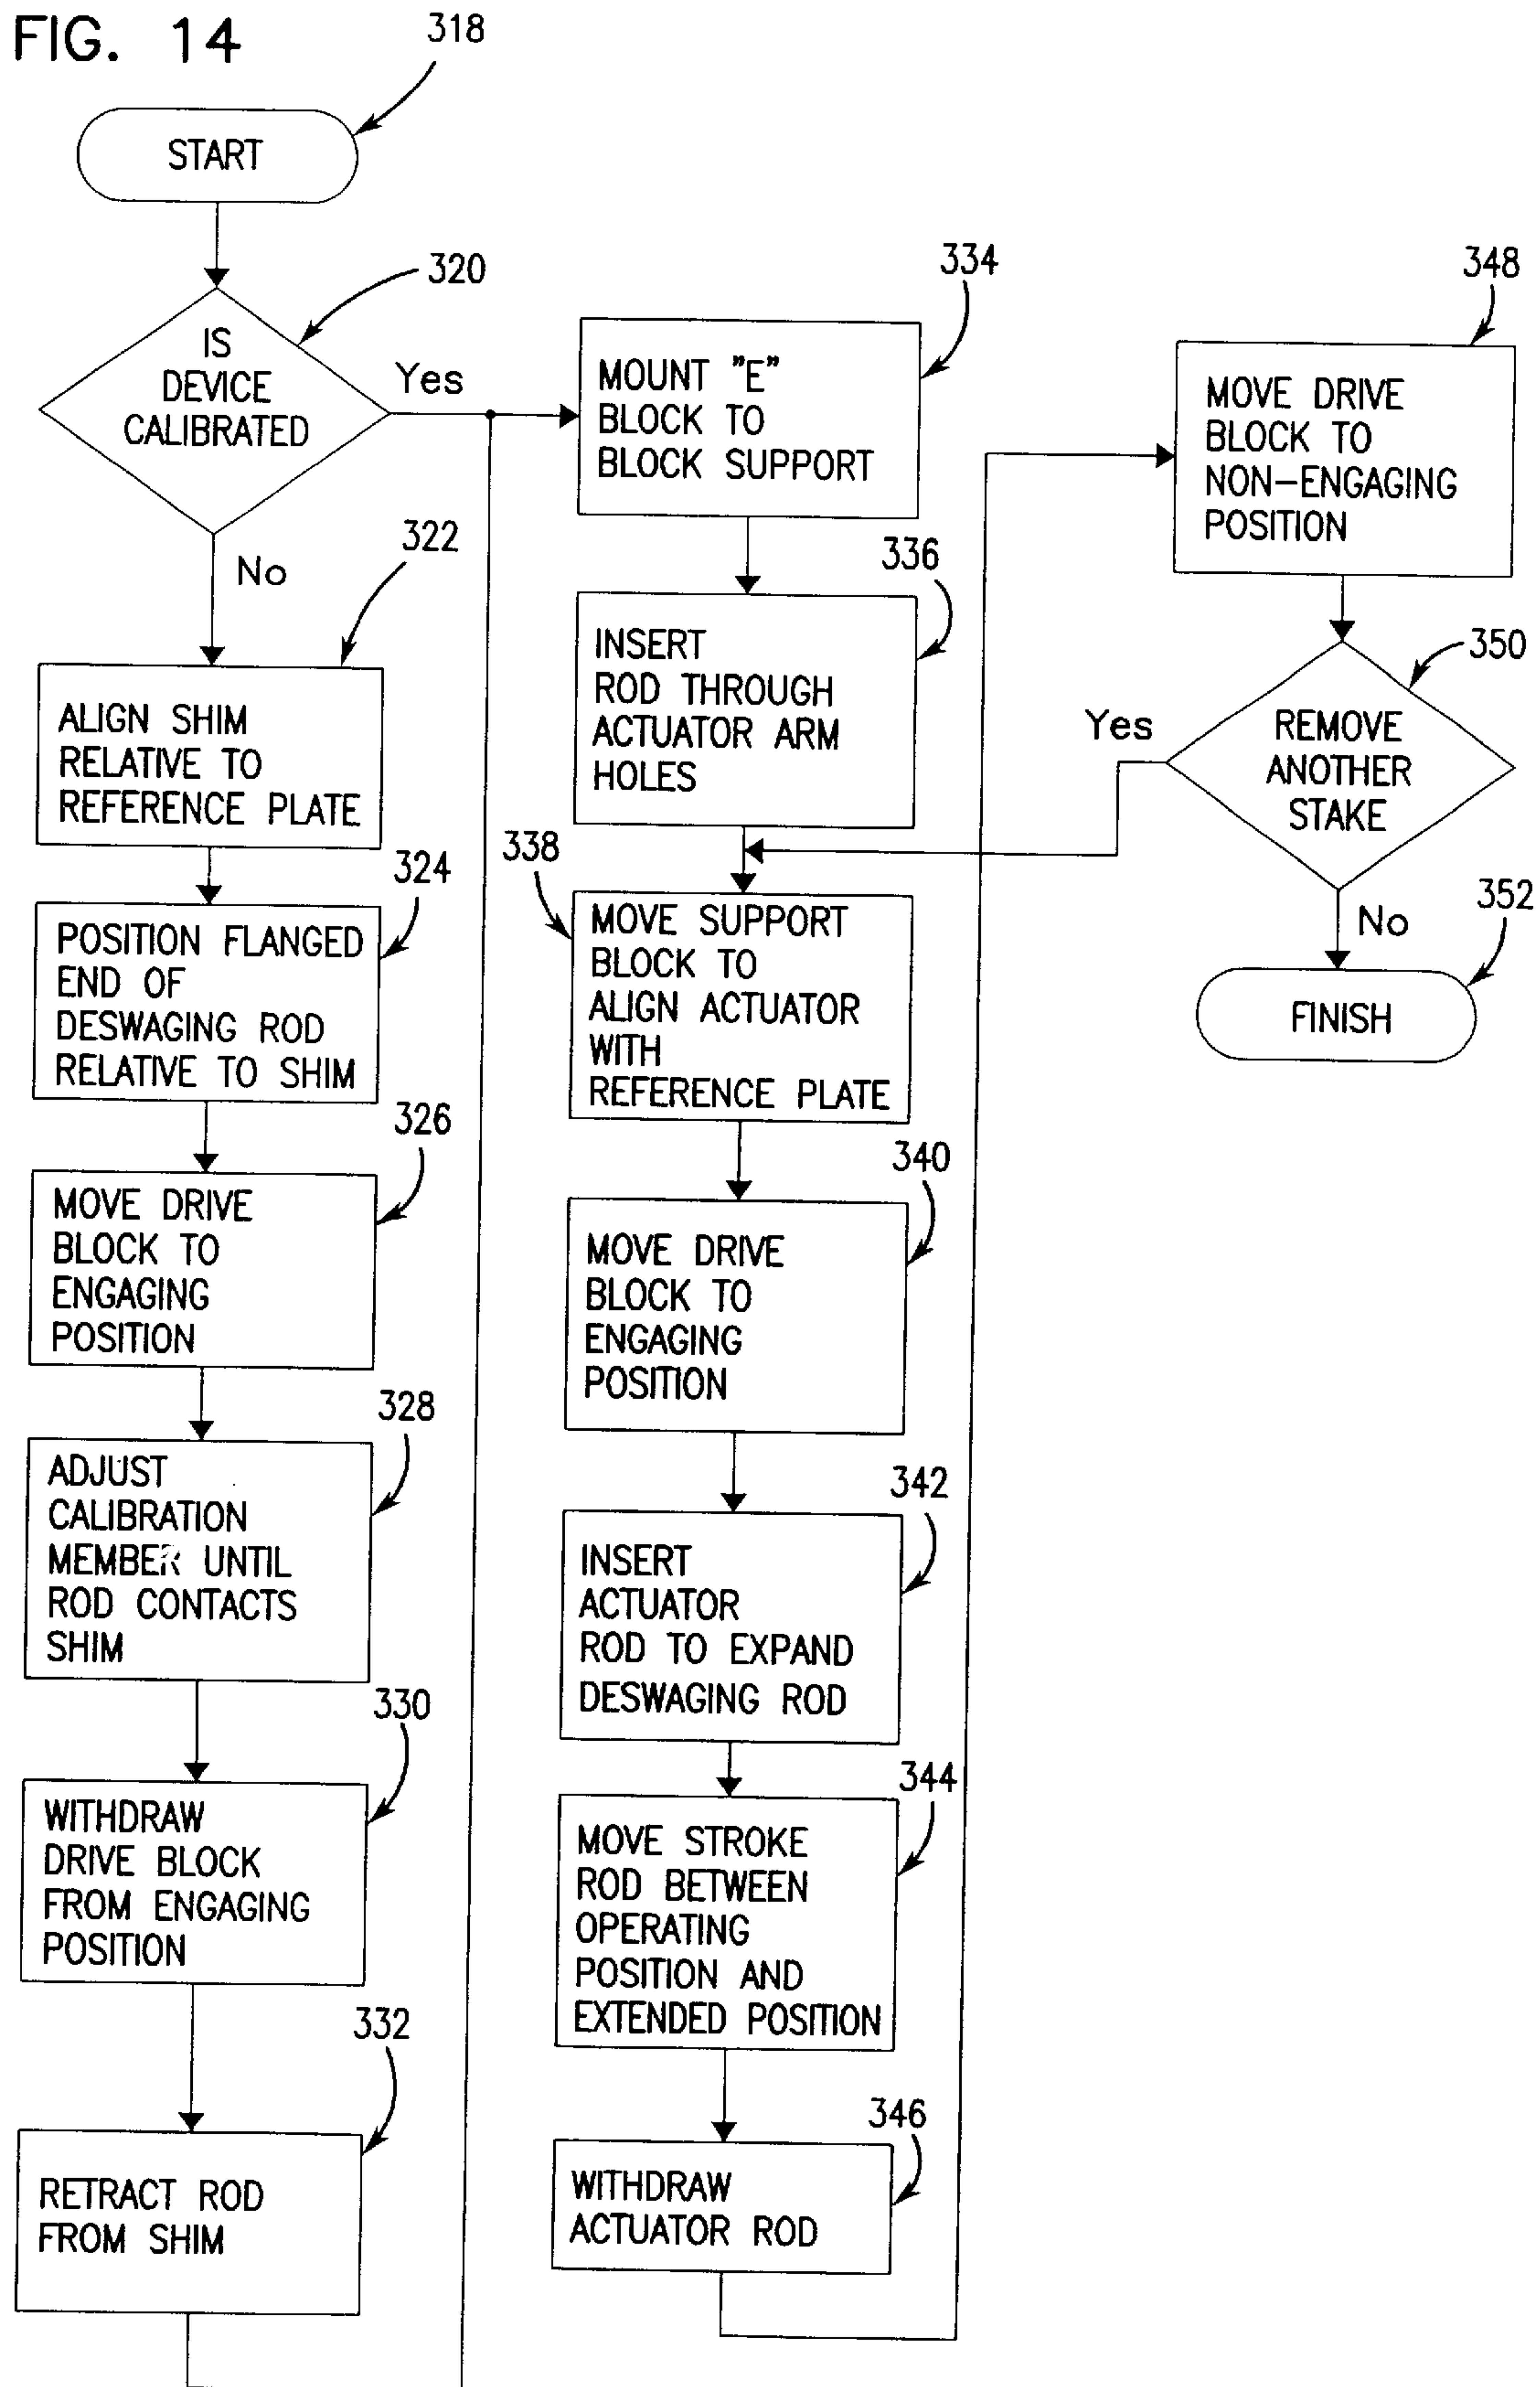 FIG. 14
318
START
320
IS
DEVICE
CALIBRATED
Yes
No
322
ALIGN SHIM
RELATIVE TO
REFERENCE PLATE
324
POSITION FLANGED
END OF
DESWAGING ROD
RELATIVE TO SHIM
326
MOVE DRIVE
BLOCK TO
ENGAGING
POSITION
328
ADJUST
CALIBRATION
MEMBER UNTIL
ROD CONTACTS
SHIM
330
WITHDRAW
DRIVE BLOCK
FROM ENGAGING
POSITION
332
RETRACT ROD
FROM SHIM
334
MOUNT "E"
BLOCK TO
BLOCK SUPPORT
336
INSERT
ROD THROUGH
ACTUATOR ARM
HOLES
338
MOVE SUPPORT
BLOCK TO
ALIGN ACTUATOR
WITH
REFERENCE PLATE
340
MOVE DRIVE
BLOCK TO
ENGAGING
POSITION
342
INSERT
ACTUATOR
ROD TO EXPAND
DESWAGING ROD
344
MOVE STROKE
ROD BETWEEN
OPERATING
POSITION AND
EXTENDED POSITION
346
WITHDRAW
ACTUATOR ROD
348
MOVE DRIVE
BLOCK TO
NON-ENGAGING
POSITION
350
REMOVE
ANOTHER
STAKE
Yes
No
352
FINISH